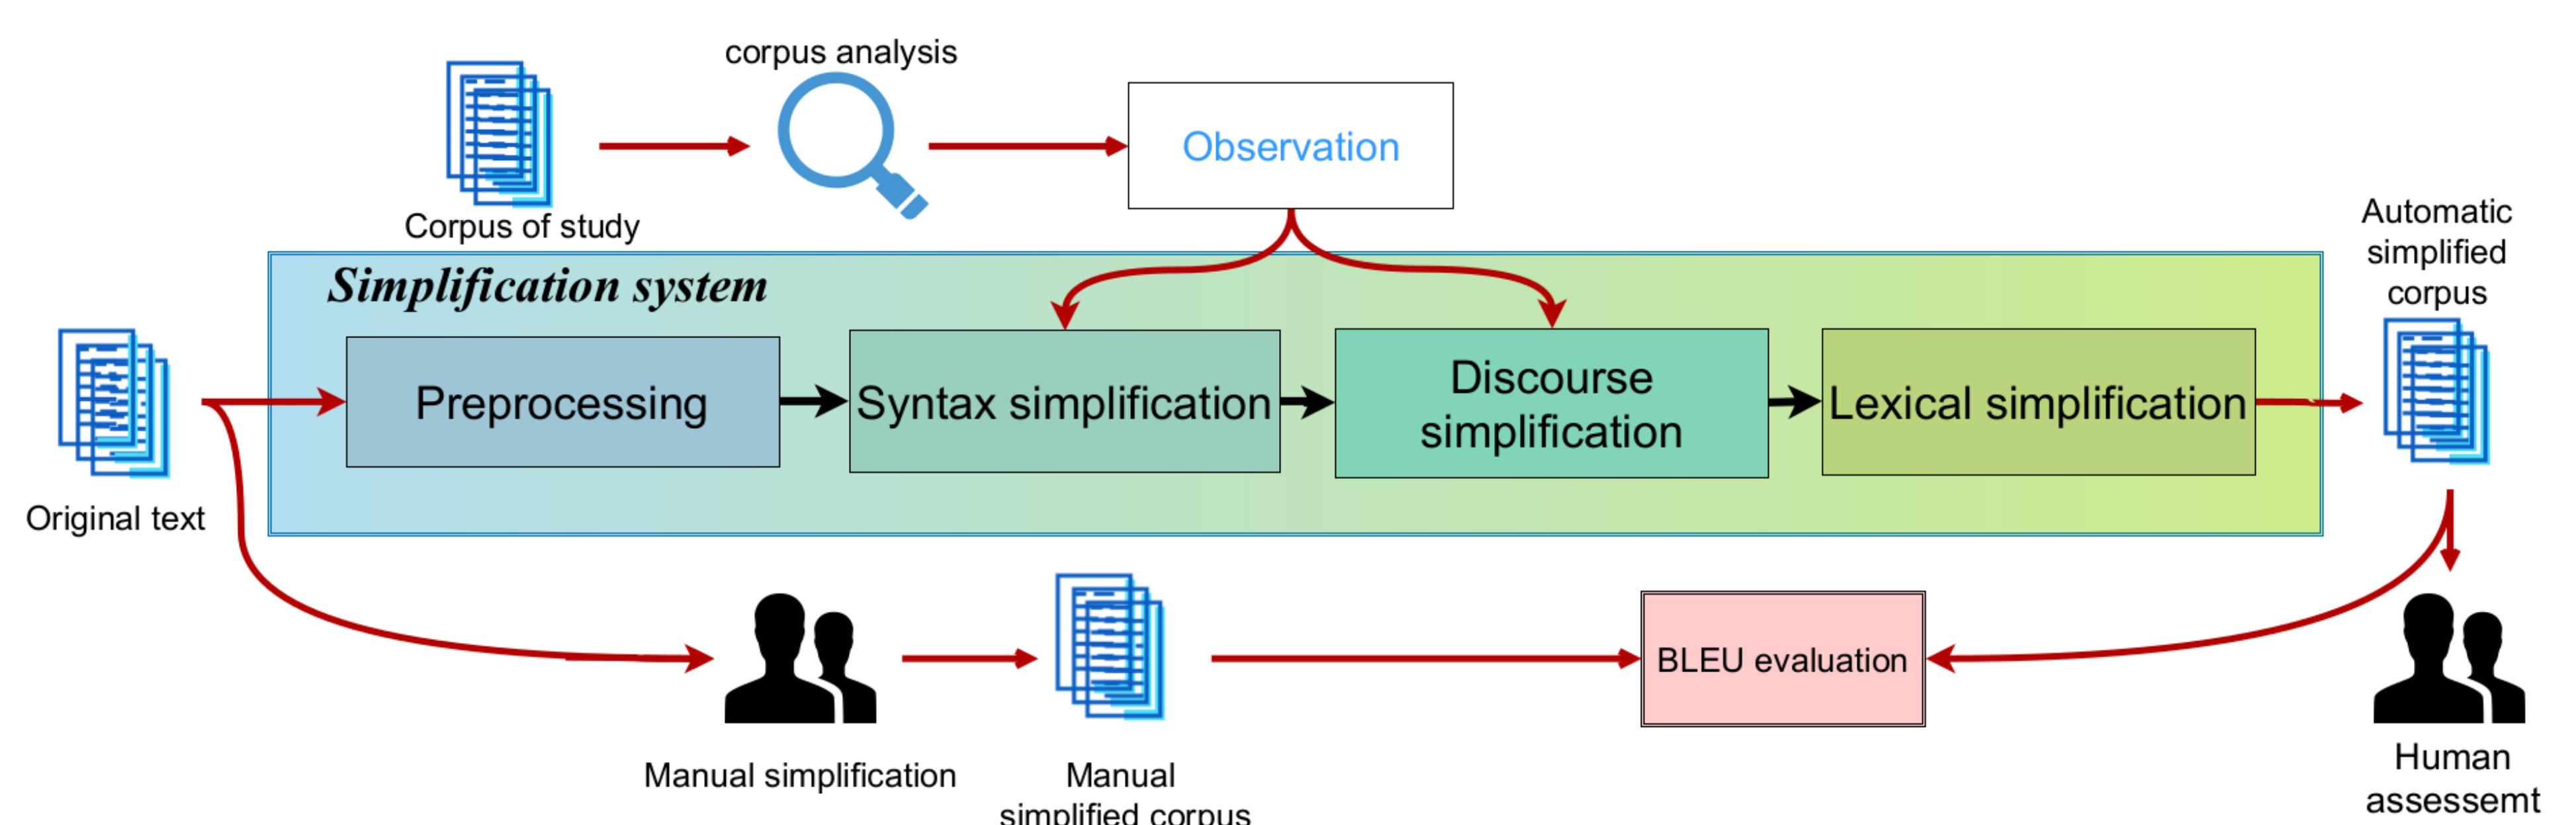 corpus analysis
Corpus of study
Observation
Automatic
simplified
corpus
Simplification system
Original text
Preprocessing
Syntax simplification
Discourse
simplification
Lexical simplification
Manual simplification
Manual
simplified corpus
BLEU evaluation
Human
assessemt